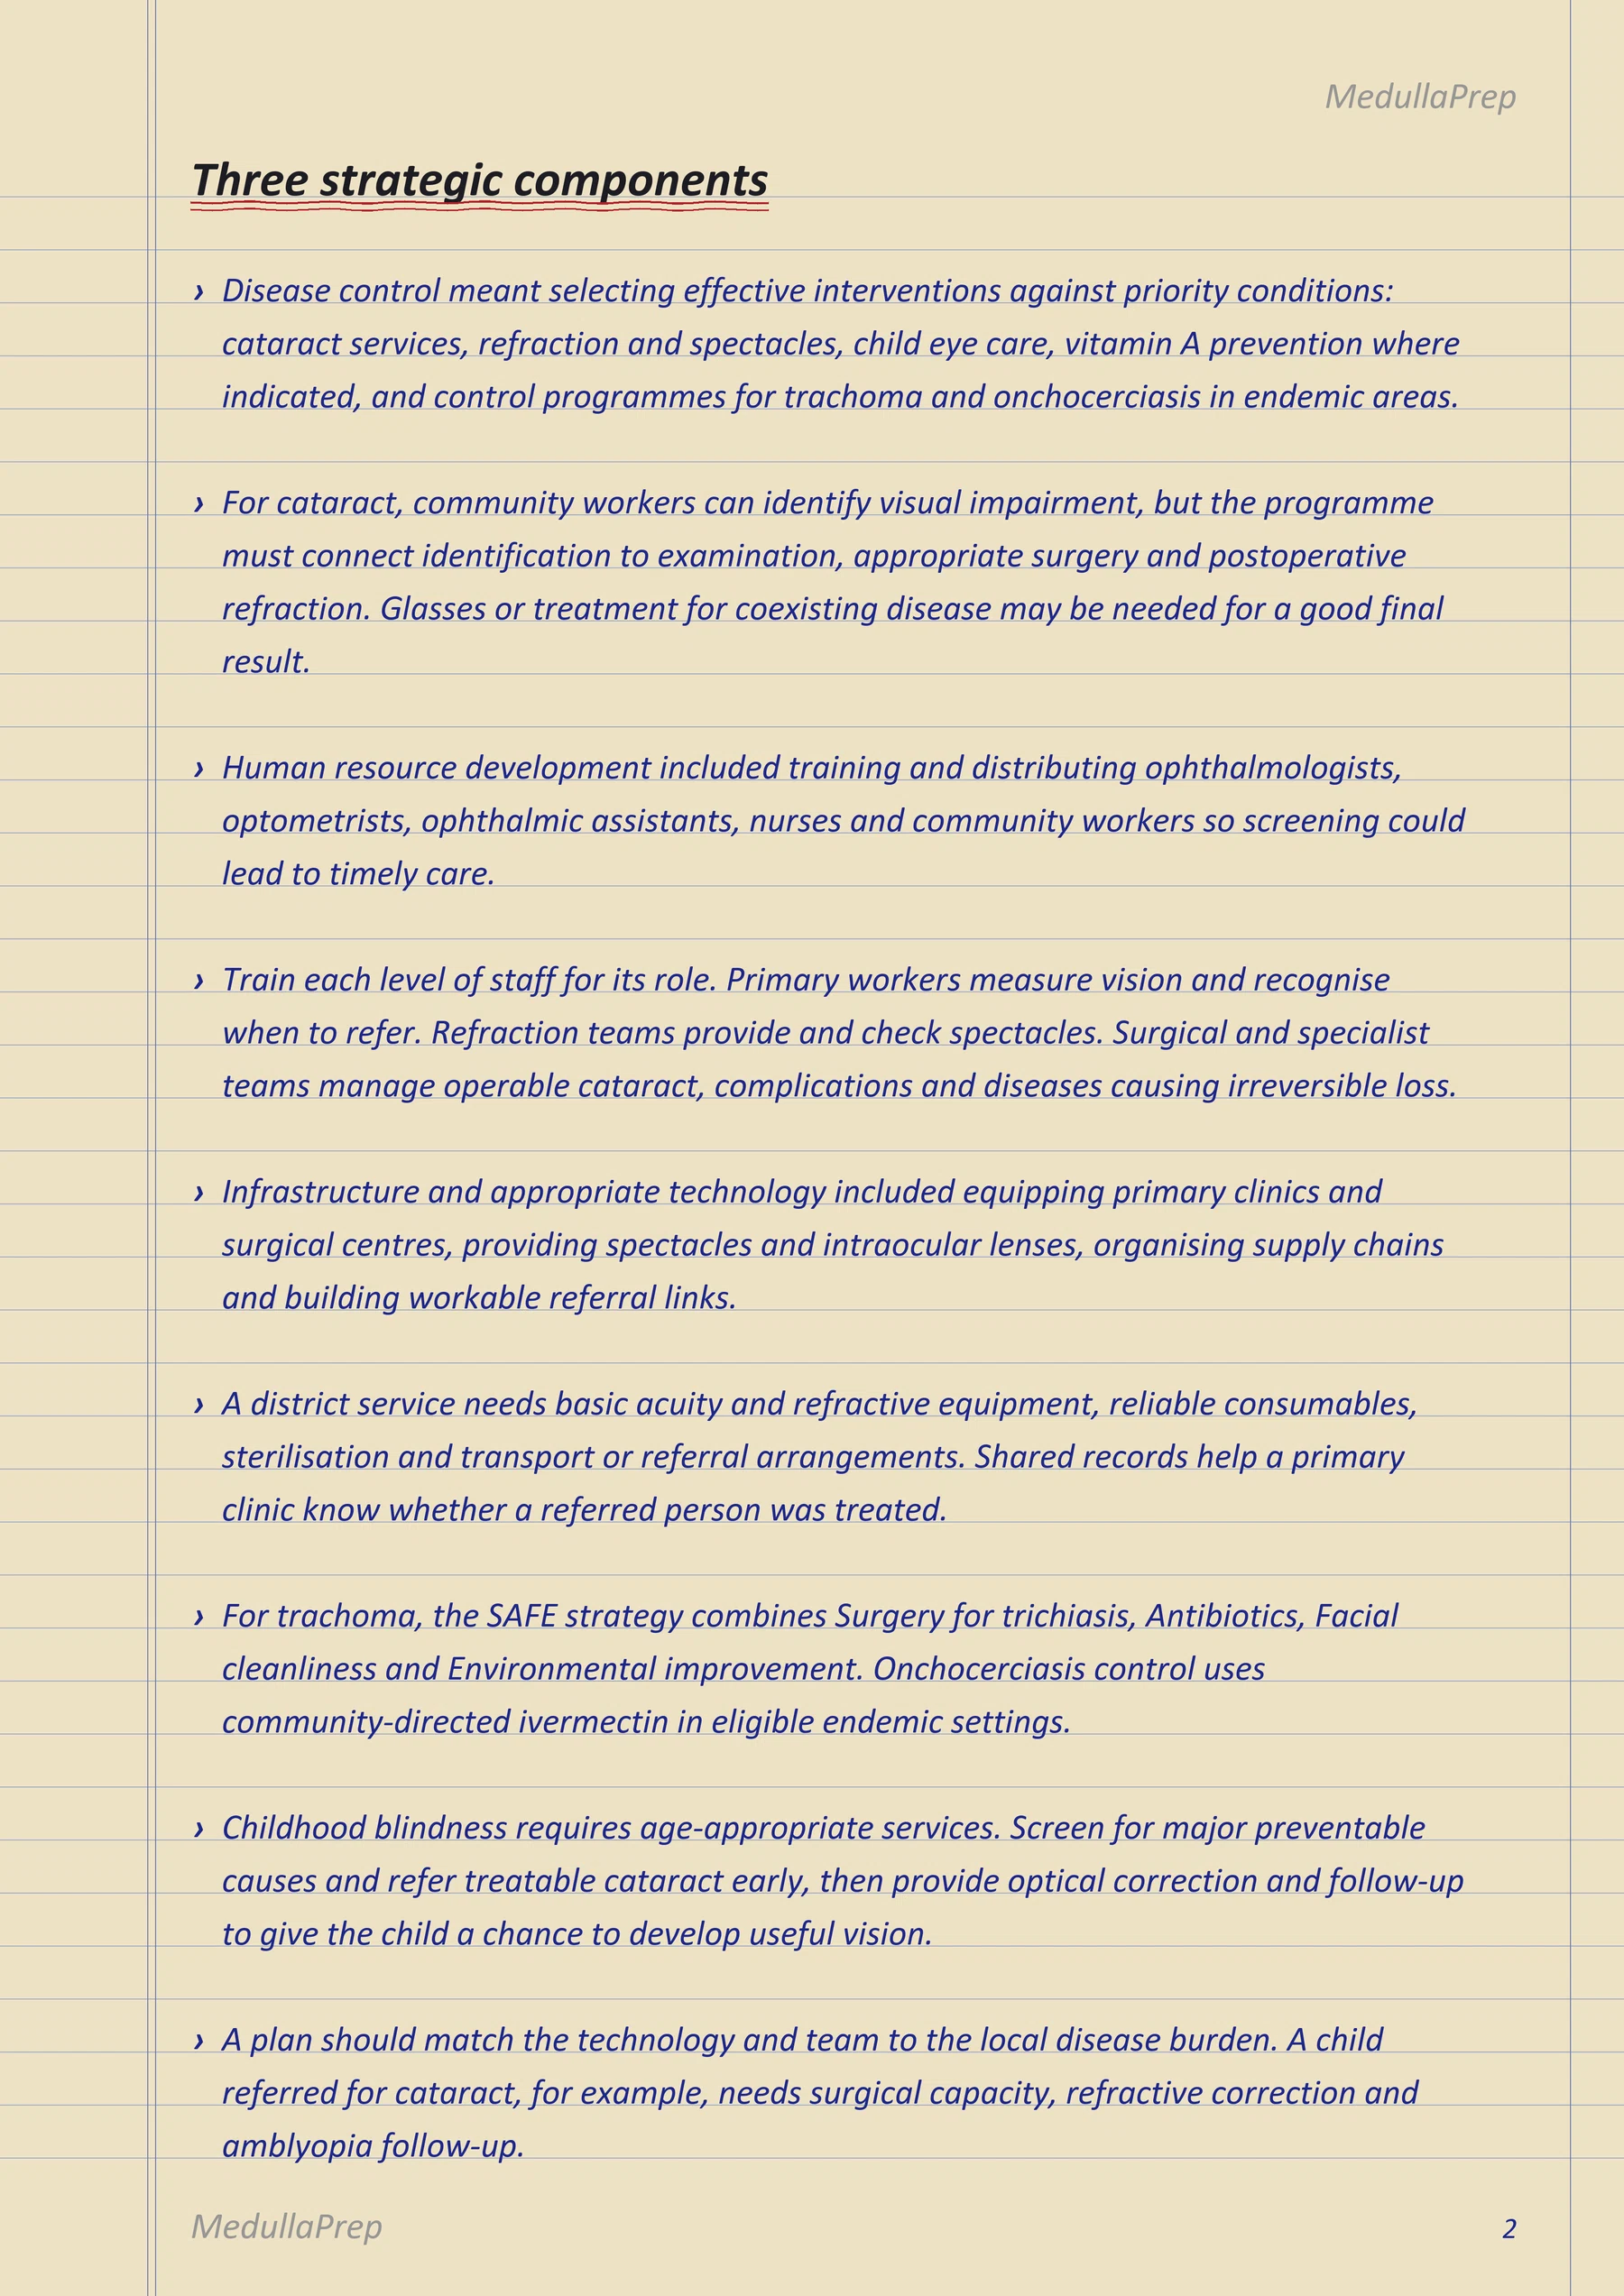 MedullaPrep
Three strategic components
› Disease control meant selecting effective interventions against priority conditions:
cataract services, refraction and spectacles, child eye care, vitamin A prevention where
indicated, and control programmes for trachoma and onchocerciasis in endemic areas.
› For cataract, community workers can identify visual impairment, but the programme
must connect identification to examination, appropriate surgery and postoperative
refraction. Glasses or treatment for coexisting disease may be needed for a good final
result.
› Human resource development included training and distributing ophthalmologists,
optometrists, ophthalmic assistants, nurses and community workers so screening could
lead to timely care.
› Train each level of staff for its role. Primary workers measure vision and recognise
when to refer. Refraction teams provide and check spectacles. Surgical and specialist
teams manage operable cataract, complications and diseases causing irreversible loss.
› Infrastructure and appropriate technology included equipping primary clinics and
surgical centres, providing spectacles and intraocular lenses, organising supply chains
and building workable referral links.
› A district service needs basic acuity and refractive equipment, reliable consumables,
sterilisation and transport or referral arrangements. Shared records help a primary
clinic know whether a referred person was treated.
› For trachoma, the SAFE strategy combines Surgery for trichiasis, Antibiotics, Facial
cleanliness and Environmental improvement. Onchocerciasis control uses
community-directed ivermectin in eligible endemic settings.
› Childhood blindness requires age-appropriate services. Screen for major preventable
causes and refer treatable cataract early, then provide optical correction and follow-up
to give the child a chance to develop useful vision.
› A plan should match the technology and team to the local disease burden. A child
referred for cataract, for example, needs surgical capacity, refractive correction and
amblyopia follow-up.
MedullaPrep
2